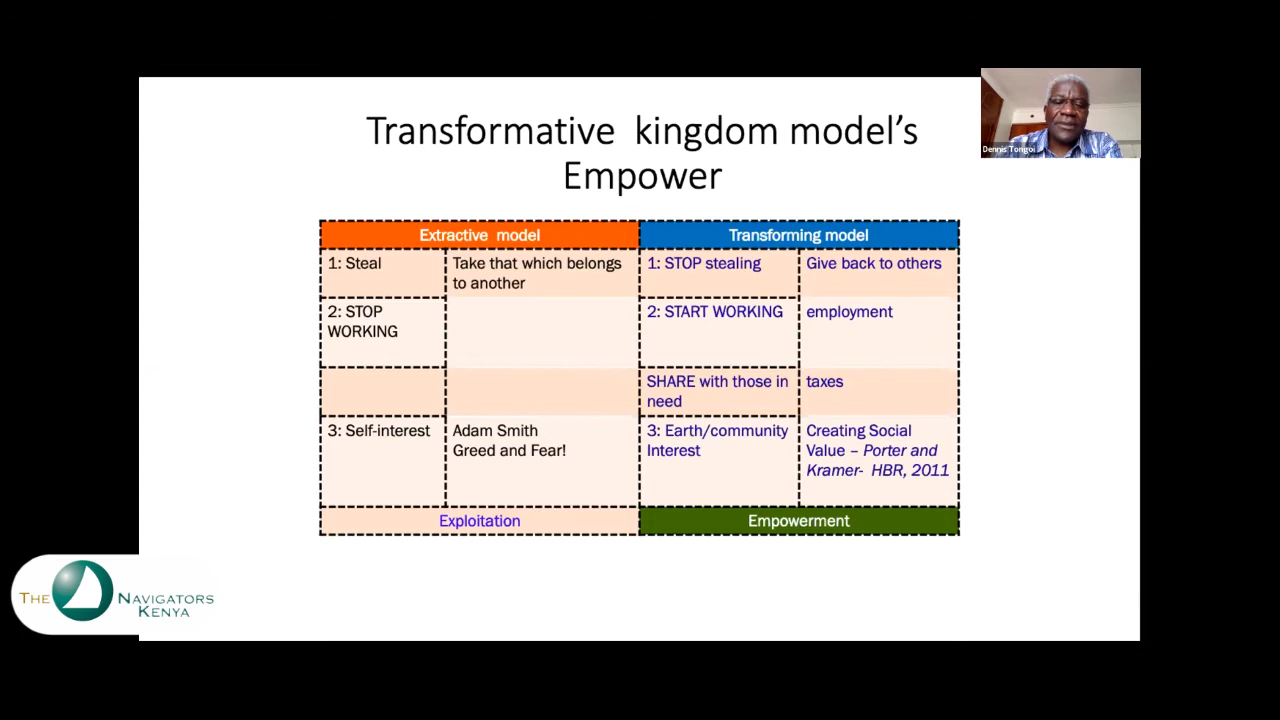 Transformative  kingdom model’s
Empower
Dennis Tongoi
Extractive  model
Transforming model
1: Steal
Take that which belongs
to another
1: STOP stealing
Give back to others
2: STOP
WORKING
2: START WORKING
employment
SHARE with those in
need
taxes
3: Self-interest
Adam Smith
Greed and Fear!
3: Earth/community
Interest
Creating Social
Value – Porter and
Kramer-  HBR, 2011
Exploitation
Empowerment
THE NAVIGATORS
KENYA